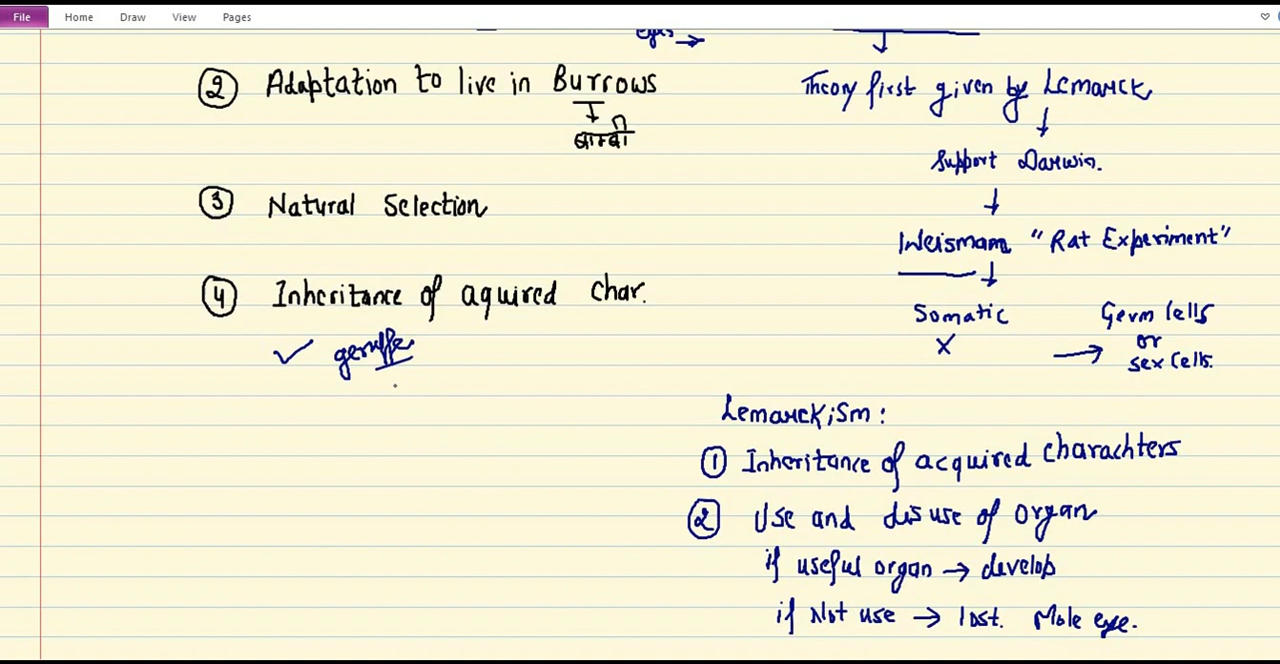 File Home Draw View Pages
eyes →
② Adaptation to live in Burrows
③ Natural Selection
④ Inheritance of aquired Char.
✓ geraffe
Theory first given by Lemarck
Support Darwin.
Weismann "Rat Experiment"
Somatic → Germ Cells
X or
sex cells.
Lemarckism:
① Inheritance of acquired charachters
② Use and disuse of organ
if useful organ → develop
if Not use → lost. Mole eye.